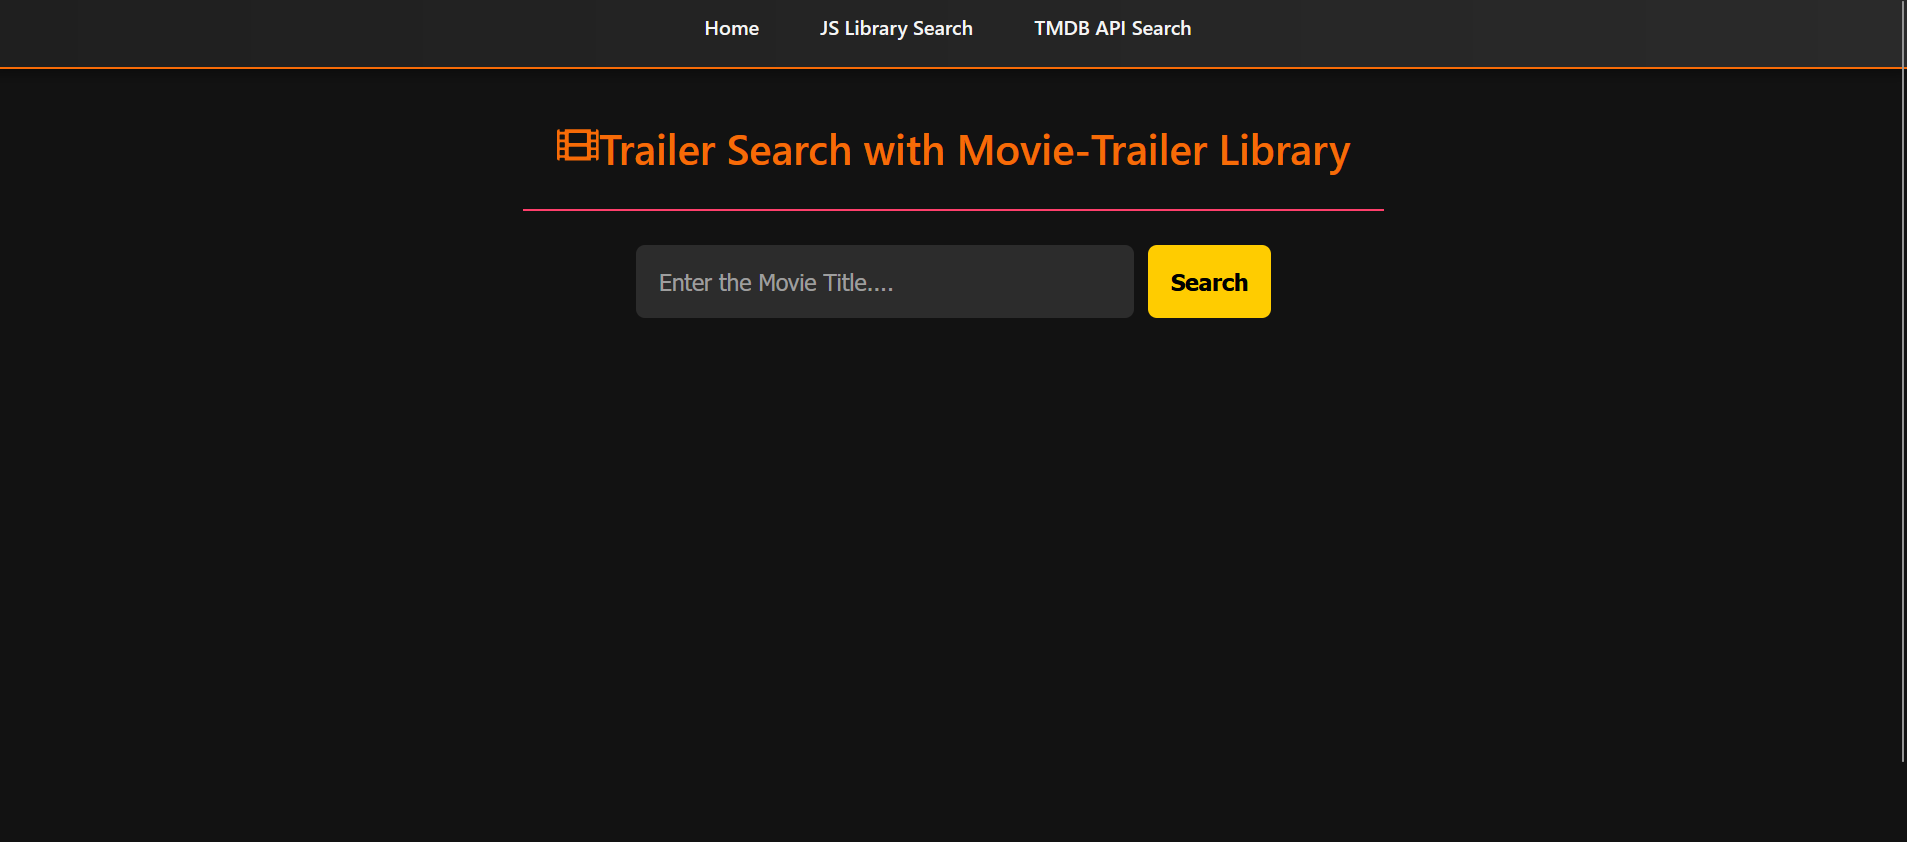 Home JS Library Search TMDB API Search
Trailer Search with Movie-Trailer Library
Enter the Movie Title.... Search